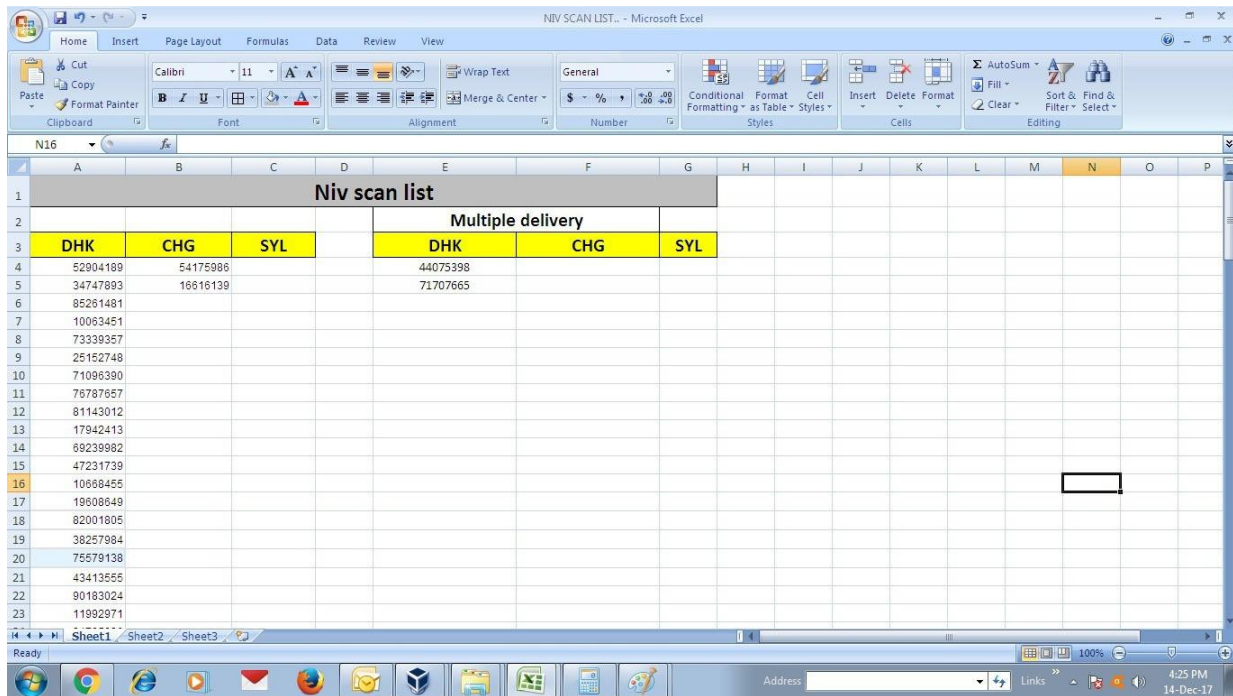 NIV SCAN LIST.. - Microsoft Excel
Home Insert Page Layout Formulas Data Review View
Paste
Cut
Copy
Format Painter
Clipboard
Calibri 11
B I U
Font
Wrap Text
Merge & Center
Alignment
General
$ % ,
Number
Conditional Formatting
Format as Table
Cell Styles
Styles
Insert Delete Format
Cells
Σ AutoSum
Fill
Clear
Sort & Filter
Find & Select
Editing
N16 fx
A B C D E F G H I J K L M N O P
1 Niv scan list
2 Multiple delivery
3 DHK CHG SYL DHK CHG SYL
4 52904189 54175986 44075398
5 34747893 16616139 71707665
6 85261481
7 10063451
8 73339357
9 25152748
10 71096390
11 76787657
12 81143012
13 17942413
14 69239982
15 47231739
16 10668455
17 19608649
18 82001805
19 38257984
20 75579138
21 43413555
22 90183024
23 11992971
Sheet1 Sheet2 Sheet3
Ready 100%
Address Links » 4:25 PM
14-Dec-17